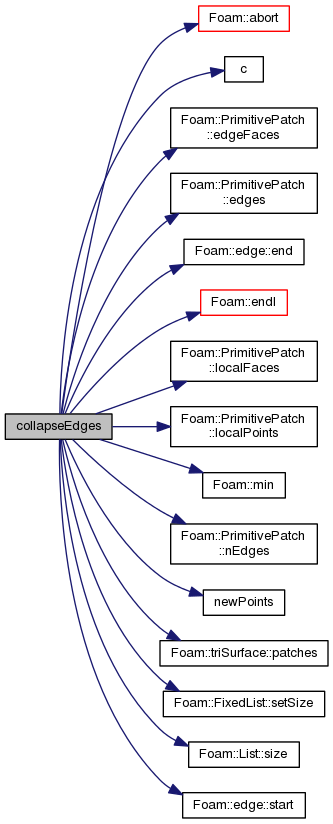 Foam::abort
c
Foam::PrimitivePatch
::edgeFaces
Foam::PrimitivePatch
::edges
Foam::edge::end
Foam::endl
Foam::PrimitivePatch
::localFaces
collapseEdges
Foam::PrimitivePatch
::localPoints
Foam::min
Foam::PrimitivePatch
::nEdges
newPoints
Foam::triSurface::patches
Foam::FixedList::setSize
Foam::List::size
Foam::edge::start